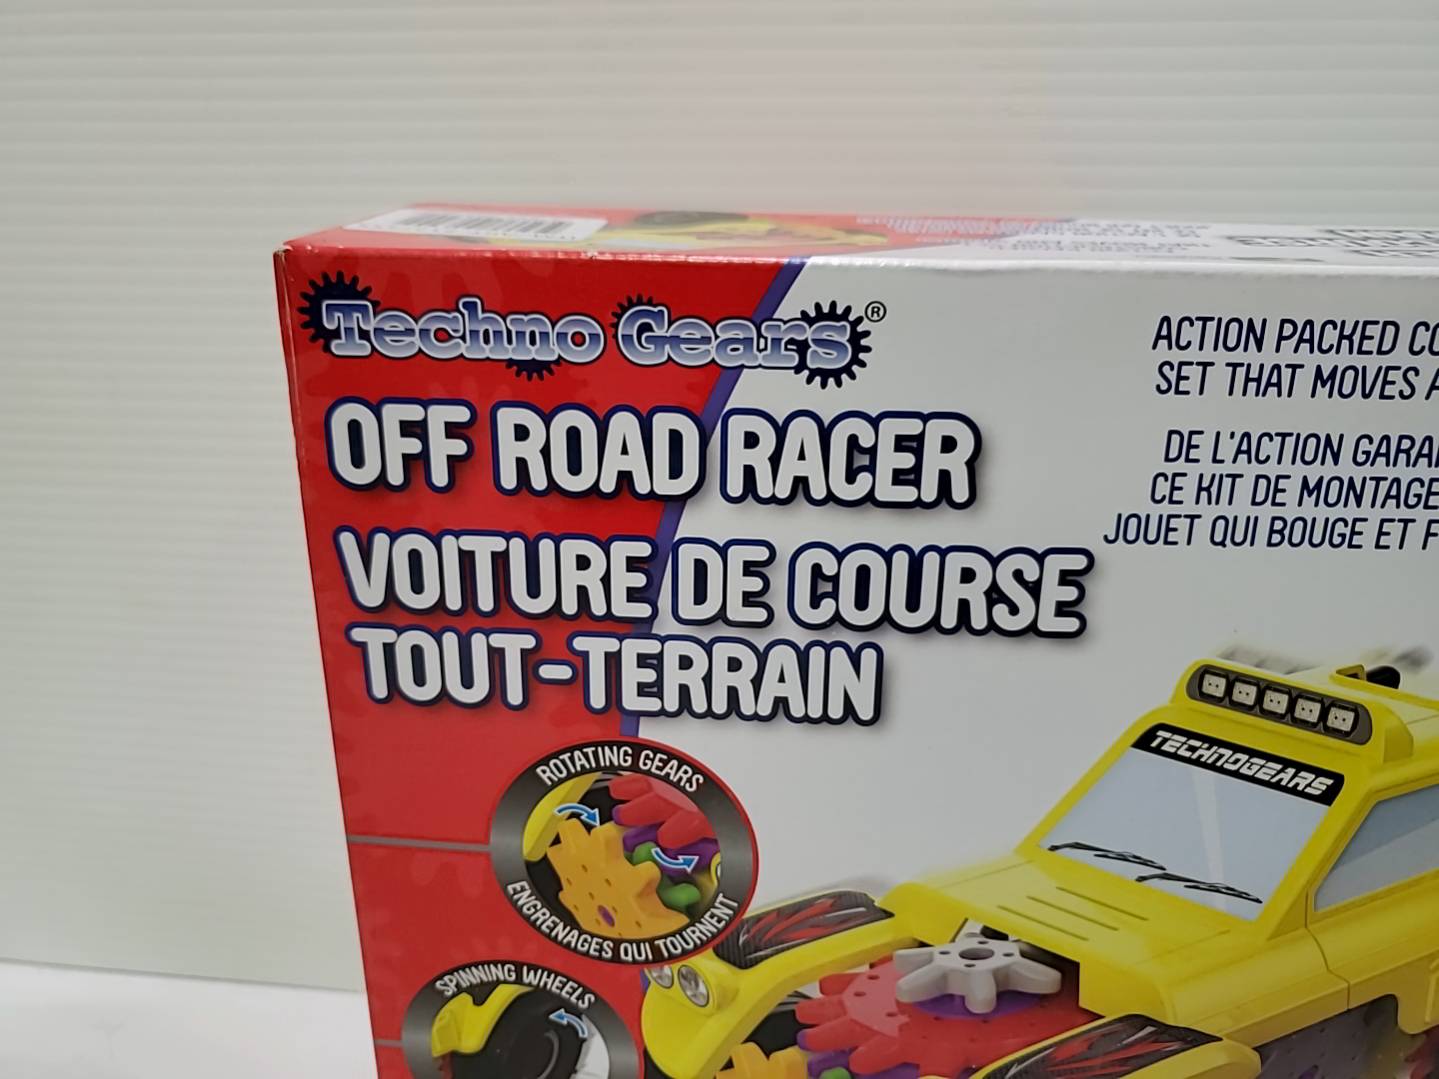 Techno Gears®
OFF ROAD RACER
VOITURE DE COURSE
TOUT-TERRAIN
ACTION PACKED
SET THAT MOVES
DE L'ACTION
CE KIT DE MONTAGE
JOUET QUI BOUGE ET
ROTATING GEARS
ENGRENAGES QUI TOURNENT
SPINNING WHEELS
TECHNOGEARS